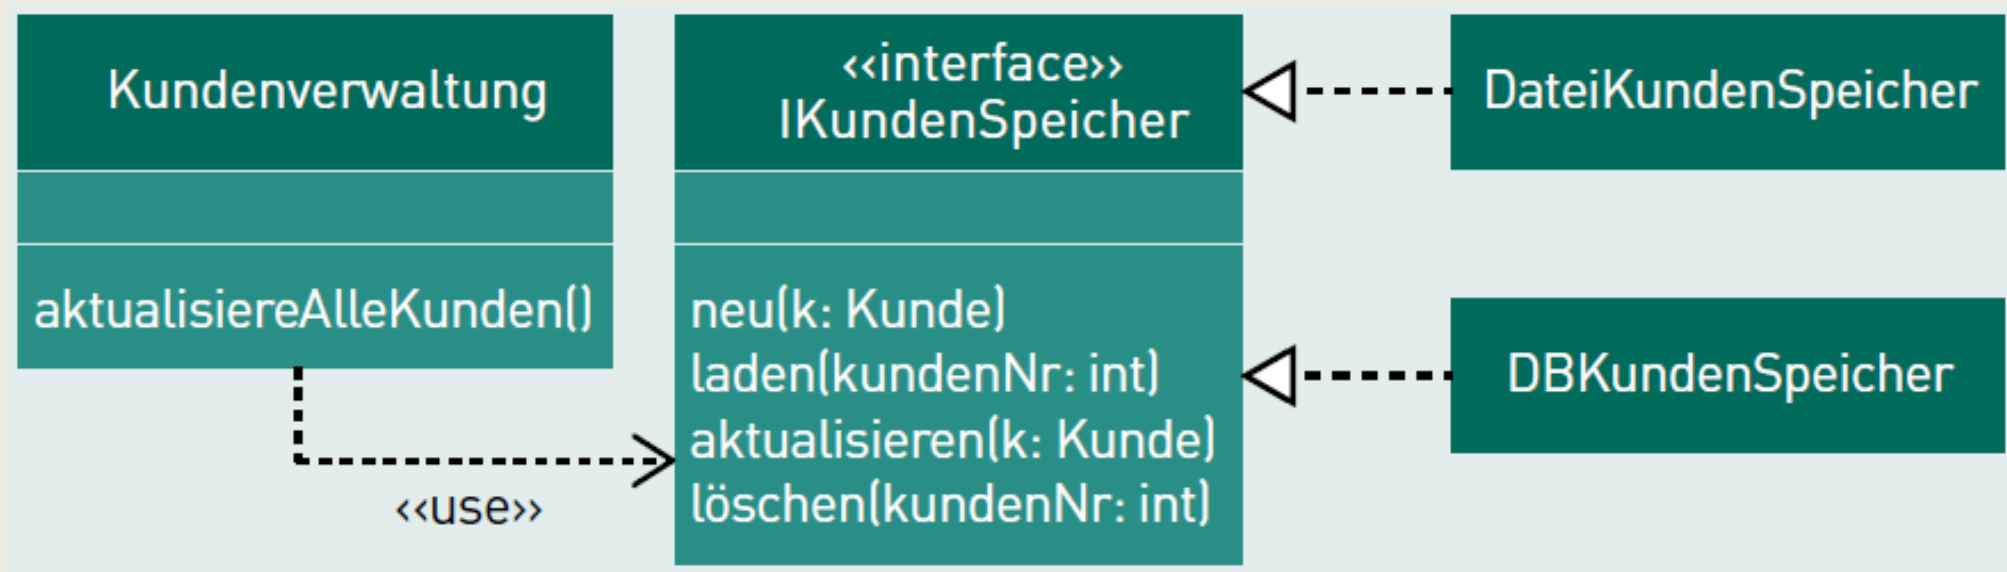 Kundenverwaltung
aktualisiereAlleKunden()
‹‹use››
‹‹interface››
IKundenSpeicher
neu(k: Kunde)
laden(kundenNr: int)
aktualisieren(k: Kunde)
löschen(kundenNr: int)
DateiKundenSpeicher
DBKundenSpeicher